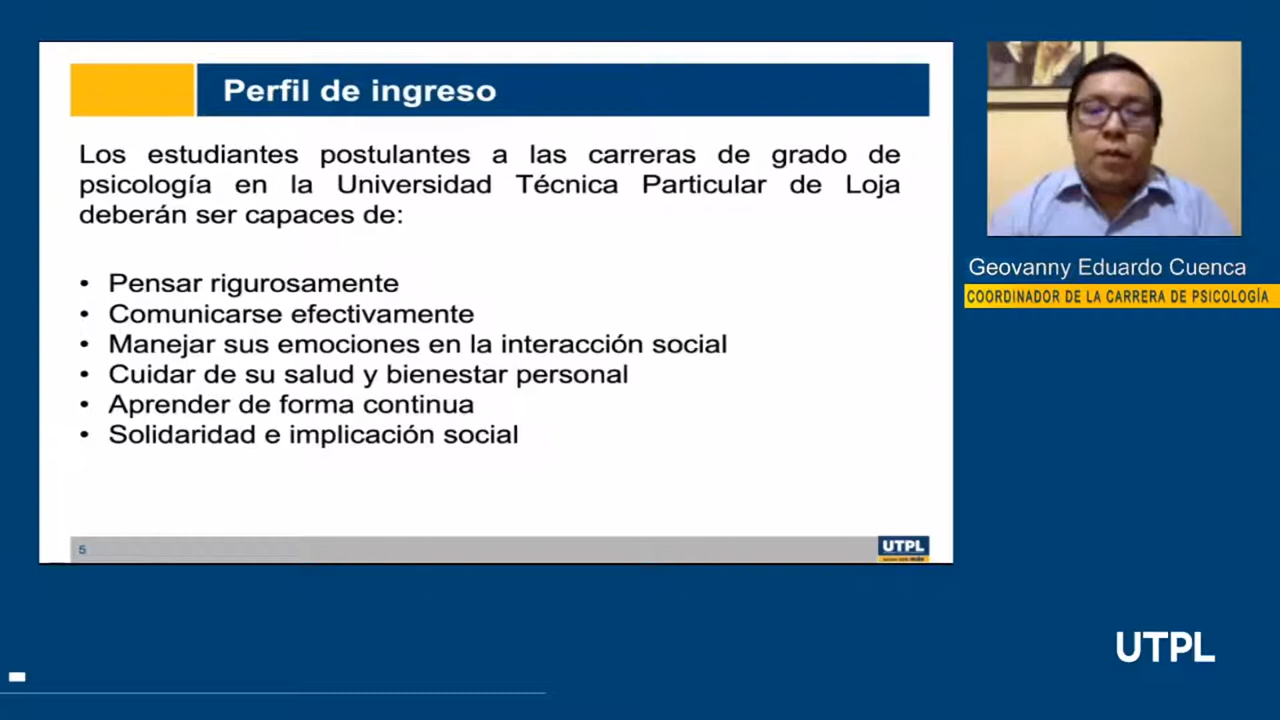 Perfil de ingreso
Los estudiantes postulantes a las carreras de grado de
psicología en la Universidad Técnica Particular de Loja
deberán ser capaces de:
• Pensar rigurosamente
• Comunicarse efectivamente
• Manejar sus emociones en la interacción social
• Cuidar de su salud y bienestar personal
• Aprender de forma continua
• Solidaridad e implicación social
5
UTPL
Geovanny Eduardo Cuenca
COORDINADOR DE LA CARRERA DE PSICOLOGÍA
UTPL